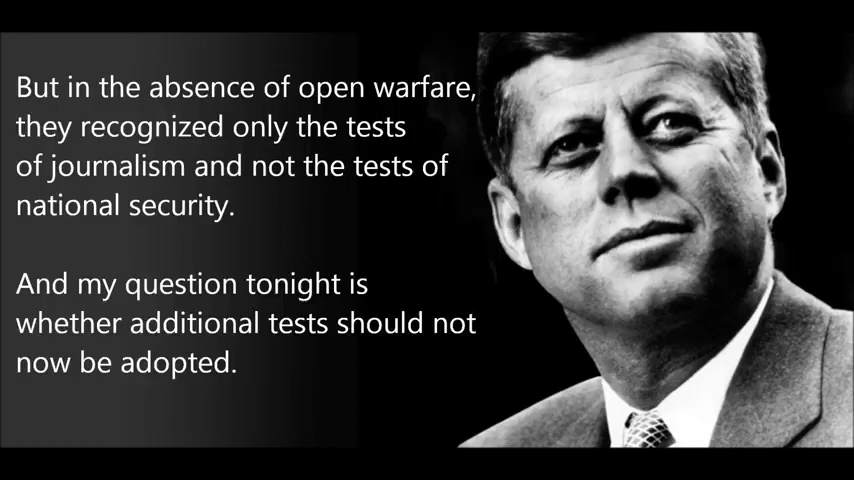 But in the absence of open warfare,
they recognized only the tests
of journalism and not the tests of
national security.
And my question tonight is
whether additional tests should not
now be adopted.